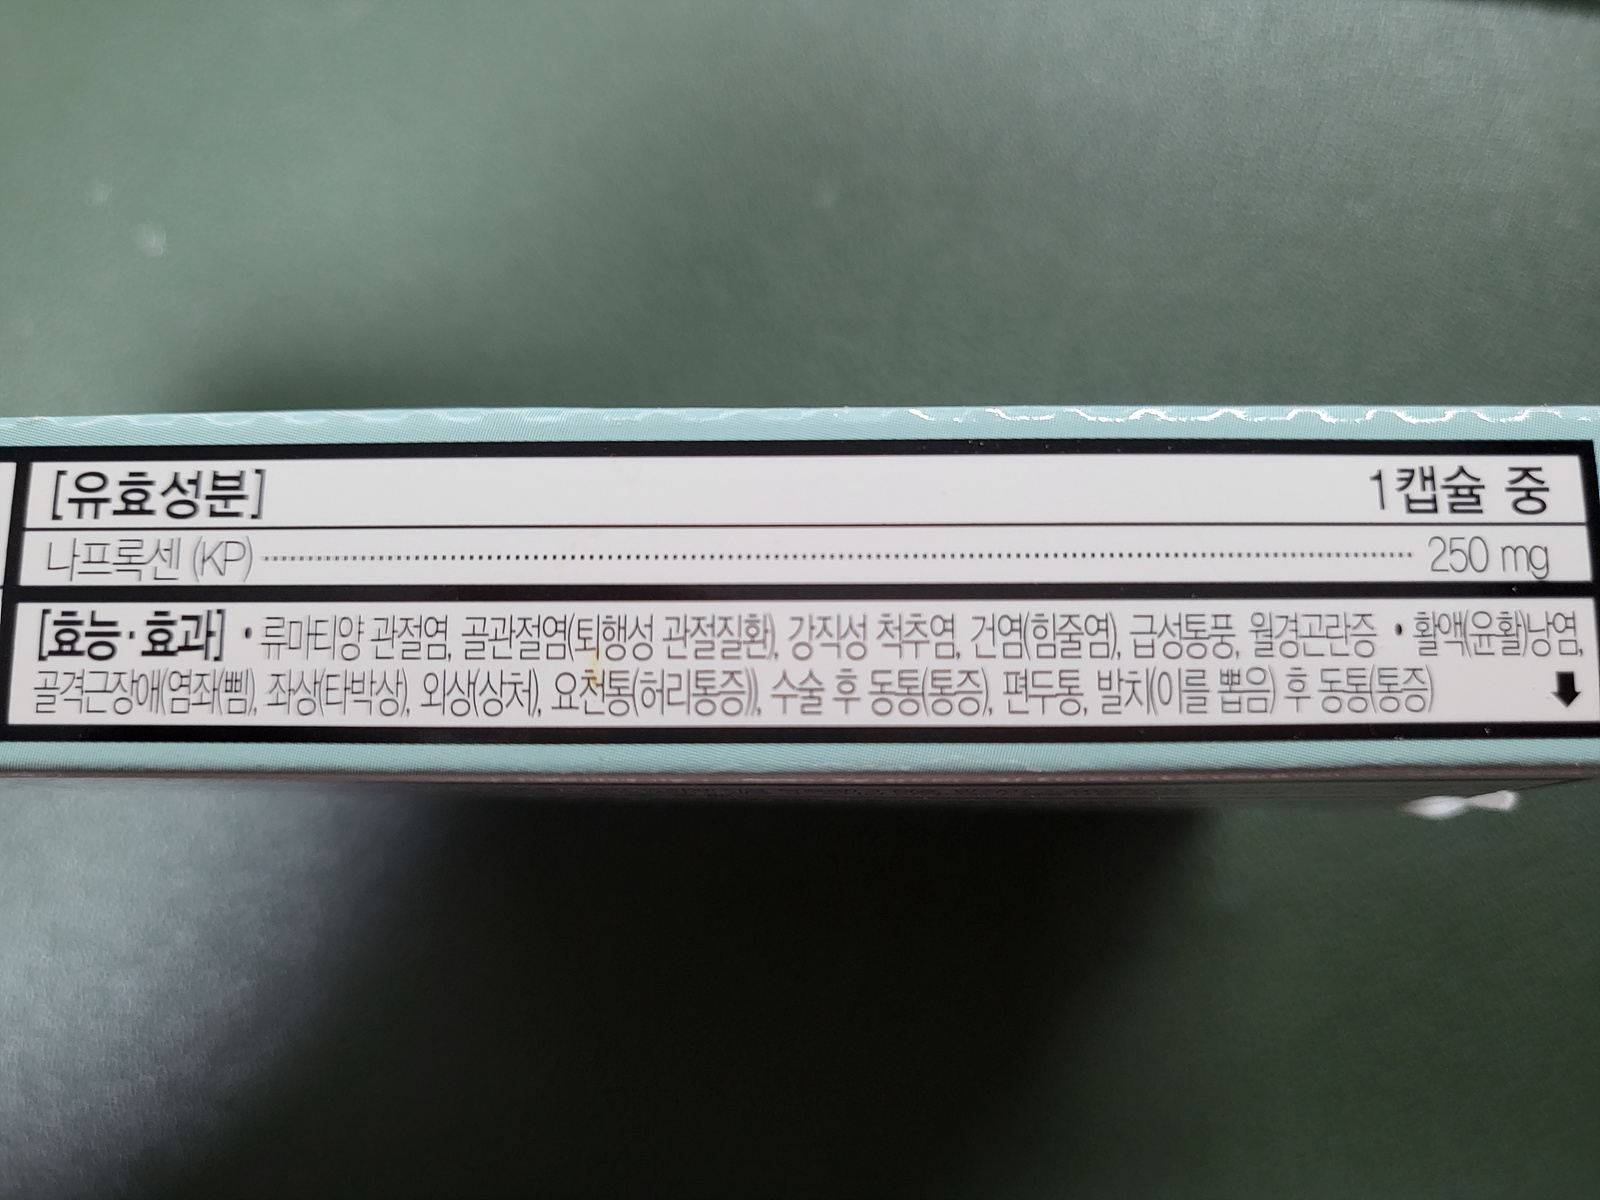 [유효성분] 1캡슐 중
나프록센 (KP) 250 mg
[효능·효과] • 류마티양 관절염, 골관절염(퇴행성 관절질환), 강직성 척추염, 건염(힘줄염), 급성통풍, 월경곤란증 • 활액(윤활)낭염,
골격근장애(염좌(삠), 좌상(타박상), 외상(상처), 요천통(허리통증)), 수술 후 동통(통증), 편두통, 발치(이를 뽑음) 후 동통(통증)